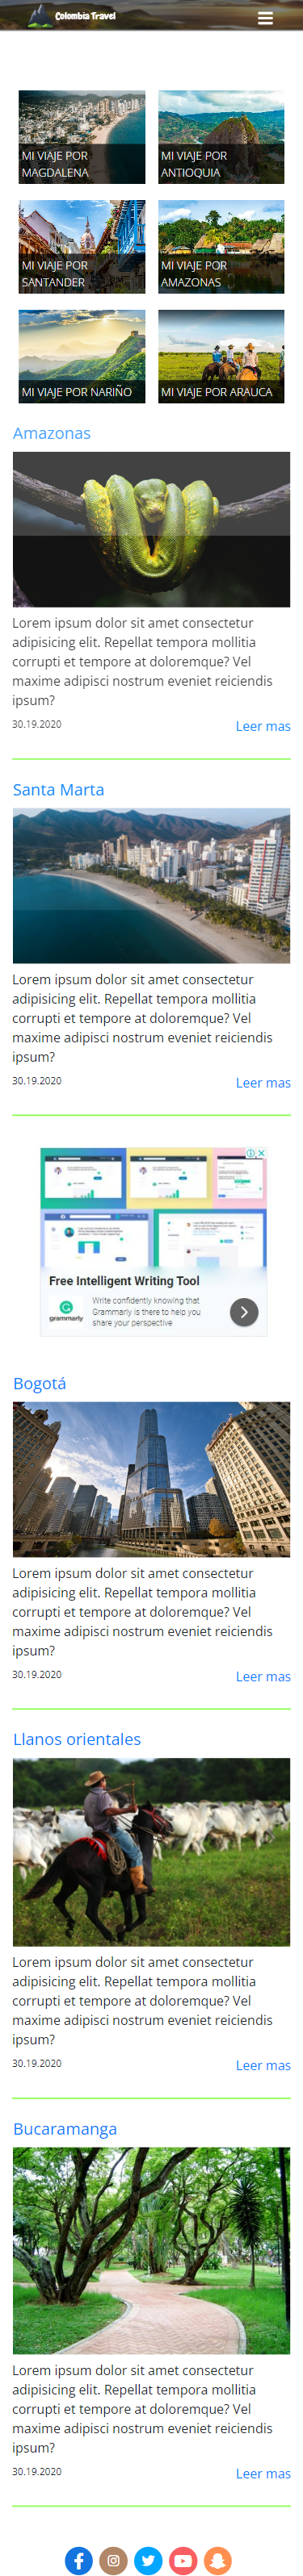 Colombia Travel
MI VIAJE POR
MAGDALENA
MI VIAJE POR
ANTIOQUIA
MI VIAJE POR
SANTANDER
MI VIAJE POR
AMAZONAS
MI VIAJE POR NARIÑO
MI VIAJE POR ARAUCA
Amazonas
Lorem ipsum dolor sit amet consectetur
adipisicing elit. Repellat tempora mollitia
corrupti et tempore at doloremque? Vel
maxime adipisci nostrum eveniet reiciendis
ipsum?
30.19.2020
Leer mas
Santa Marta
Lorem ipsum dolor sit amet consectetur
adipisicing elit. Repellat tempora mollitia
corrupti et tempore at doloremque? Vel
maxime adipisci nostrum eveniet reiciendis
ipsum?
30.19.2020
Leer mas
Free Intelligent Writing Tool
grammarly
Write confidently knowing that
Grammarly is there to help you
share your perspective
Bogotá
Lorem ipsum dolor sit amet consectetur
adipisicing elit. Repellat tempora mollitia
corrupti et tempore at doloremque? Vel
maxime adipisci nostrum eveniet reiciendis
ipsum?
30.19.2020
Leer mas
Llanos orientales
Lorem ipsum dolor sit amet consectetur
adipisicing elit. Repellat tempora mollitia
corrupti et tempore at doloremque? Vel
maxime adipisci nostrum eveniet reiciendis
ipsum?
30.19.2020
Leer mas
Bucaramanga
Lorem ipsum dolor sit amet consectetur
adipisicing elit. Repellat tempora mollitia
corrupti et tempore at doloremque? Vel
maxime adipisci nostrum eveniet reiciendis
ipsum?
30.19.2020
Leer mas